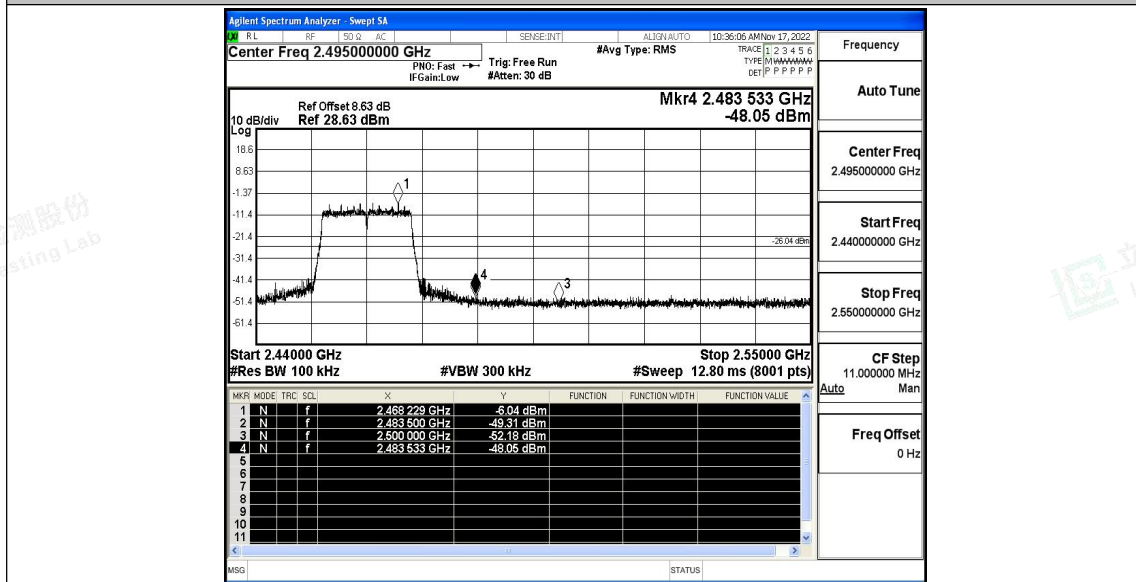 Agilent Spectrum Analyzer - Swept SA
RL RF 50 Ω AC SENSE:INT ALIGN AUTO 10:36:06 AM Nov 17, 2022
Center Freq 2.495000000 GHz
PNO: Fast
IFGain:Low
Trig: Free Run
#Atten: 30 dB
#Avg Type: RMS
TRACE 1 2 3 4 5 6
TYPE M WWWWW
DET P P P P P P
Ref Offset 8.63 dB
10 dB/div Ref 28.63 dBm
Log
Mkr4 2.483 533 GHz
-48.05 dBm
18.6
8.63
-1.37
-11.4
-21.4
-31.4
-41.4
-51.4
-61.4
1
4
3
-26.04 dBm
Start 2.44000 GHz Stop 2.55000 GHz
#Res BW 100 kHz #VBW 300 kHz #Sweep 12.80 ms (8001 pts)
MKR MODE TRC SCL X Y FUNCTION FUNCTION WIDTH FUNCTION VALUE
1 N f 2.468 229 GHz -6.04 dBm
2 N f 2.483 500 GHz -49.31 dBm
3 N f 2.500 000 GHz -52.18 dBm
4 N f 2.483 533 GHz -48.05 dBm
5
6
7
8
9
10
11
MSG STATUS
Frequency
Auto Tune
Center Freq
2.495000000 GHz
Start Freq
2.440000000 GHz
Stop Freq
2.550000000 GHz
CF Step
11.000000 MHz
Auto Man
Freq Offset
0 Hz
测股份
esting Lab
立